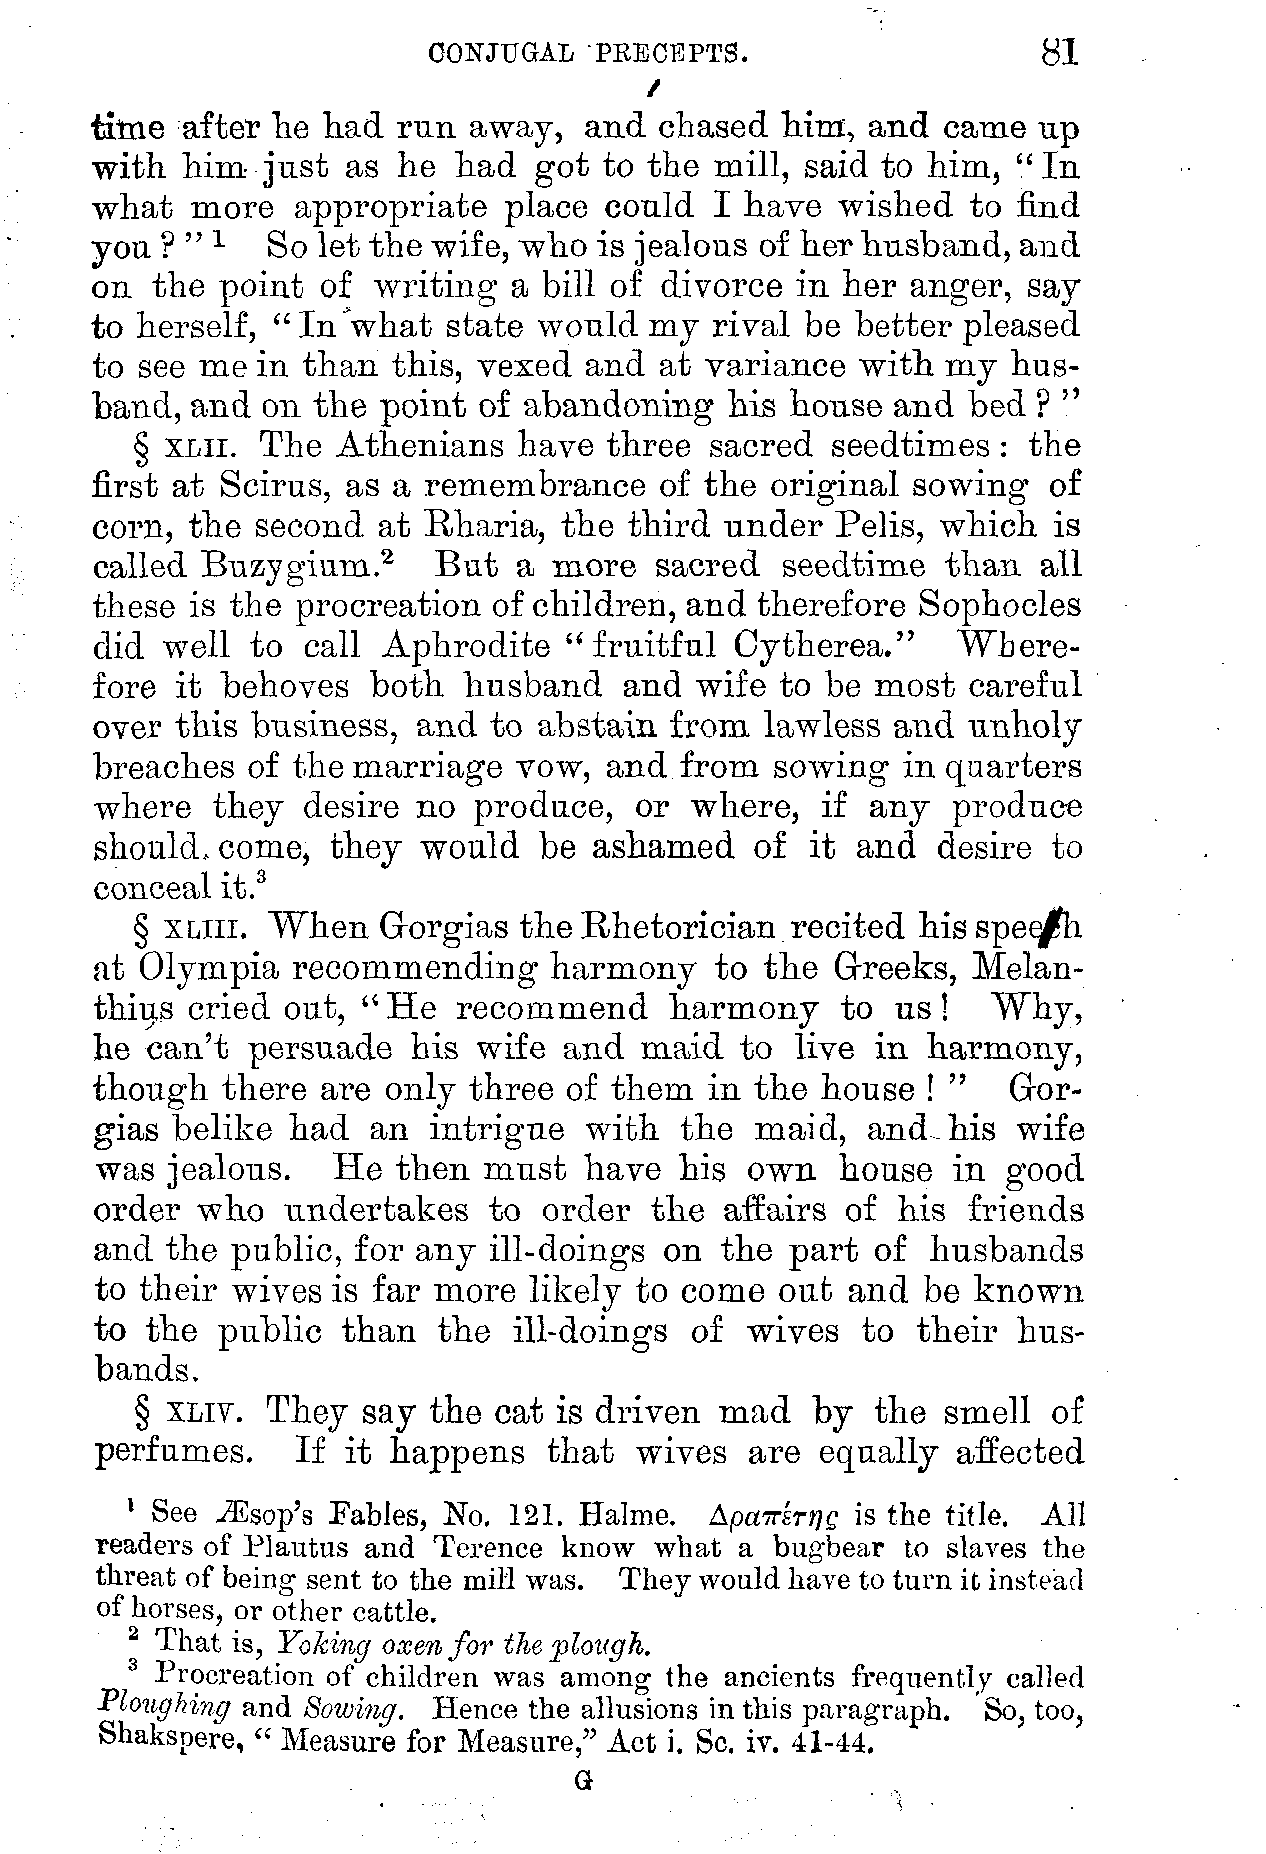 CONJUGAL PRECEPTS. 81
time after he had run away, and chased him, and came up
with him just as he had got to the mill, said to him, “In
what more appropriate place could I have wished to find
you?”1 So let the wife, who is jealous of her husband, and
on the point of writing a bill of divorce in her anger, say
to herself, “In what state would my rival be better pleased
to see me in than this, vexed and at variance with my hus-
band, and on the point of abandoning his house and bed?”
§ XLII. The Athenians have three sacred seedtimes: the
first at Scirus, as a remembrance of the original sowing of
corn, the second at Rharia, the third under Pelis, which is
called Buzygium.2 But a more sacred seedtime than all
these is the procreation of children, and therefore Sophocles
did well to call Aphrodite “fruitful Cytherea.” Where-
fore it behoves both husband and wife to be most careful
over this business, and to abstain from lawless and unholy
breaches of the marriage vow, and from sowing in quarters
where they desire no produce, or where, if any produce
should come, they would be ashamed of it and desire to
conceal it.3
§ XLIII. When Gorgias the Rhetorician recited his speech
at Olympia recommending harmony to the Greeks, Melan-
thius cried out, “He recommend harmony to us! Why,
he can't persuade his wife and maid to live in harmony,
though there are only three of them in the house!” Gor-
gias belike had an intrigue with the maid, and his wife
was jealous. He then must have his own house in good
order who undertakes to order the affairs of his friends
and the public, for any ill-doings on the part of husbands
to their wives is far more likely to come out and be known
to the public than the ill-doings of wives to their hus-
bands.
§ XLIV. They say the cat is driven mad by the smell of
perfumes. If it happens that wives are equally affected
1 See Æsop's Fables, No. 121. Halme. Δραπέτης is the title. All
readers of Plautus and Terence know what a bugbear to slaves the
threat of being sent to the mill was. They would have to turn it instead
of horses, or other cattle.
2 That is, Yoking oxen for the plough.
3 Procreation of children was among the ancients frequently called
Ploughing and Sowing. Hence the allusions in this paragraph. So, too,
Shakspere, “Measure for Measure,” Act i. Sc. iv. 41-44.
G